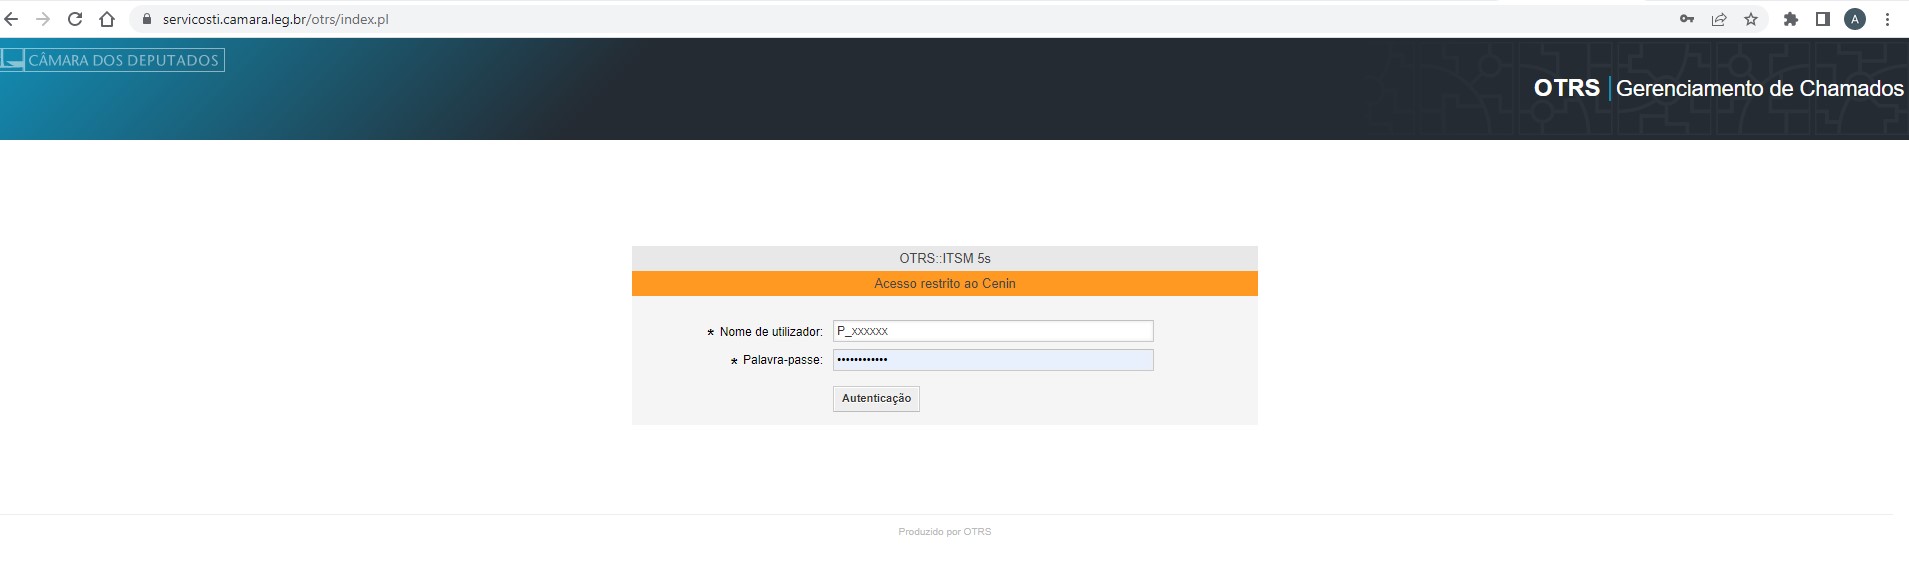 servicosti.camara.leg.br/otrs/index.pl
A
CÂMARA DOS DEPUTADOS
OTRS | Gerenciamento de Chamados
OTRS::ITSM 5s
Acesso restrito ao Cenin
* Nome de utilizador: P_xxxxxx
* Palavra-passe: ••••••••••••
Autenticação
Produzido por OTRS